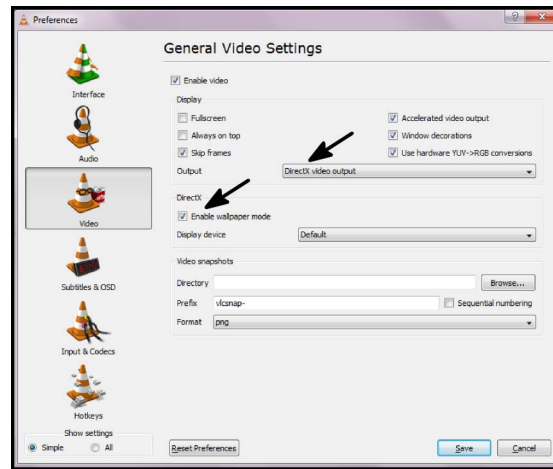 Preferences
General Video Settings
Interface
Audio
Video
Subtitles & OSD
Input & Codecs
Hotkeys
Show settings
Simple All
Enable video
Display
Fullscreen Accelerated video output
Always on top Window decorations
Skip frames Use hardware YUV->RGB conversions
Output DirectX video output
DirectX
Enable wallpaper mode
Display device Default
Video snapshots
Directory Browse...
Prefix vlcsnap- Sequential numbering
Format png
Reset Preferences Save Cancel